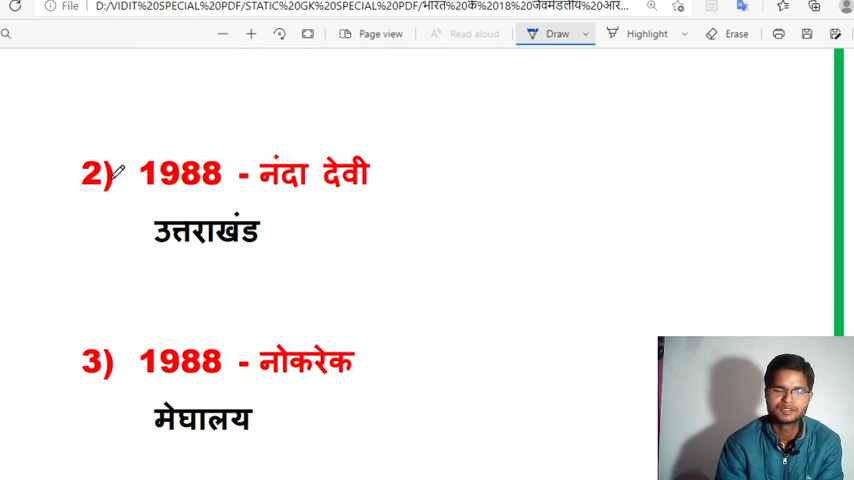 File D:/VIDIT%20SPECIAL%20PDF/STATIC%20GK%20SPECIAL%20PDF/भारत%20के%2018%20जैवमंडलीय%20आर...
Page view Read aloud Draw Highlight Erase
2) 1988 - नंदा देवी
उत्तराखंड
3) 1988 - नोकरेक
मेघालय